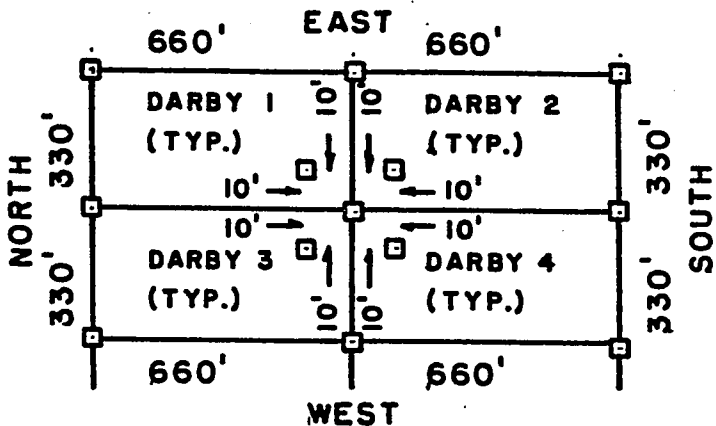 EAST
660' 660'
DARBY 1 10' 10' DARBY 2
(TYP.) (TYP.)
330' 330'
10' 10'
NORTH SOUTH
10' 10'
DARBY 3 DARBY 4
(TYP.) 10' 10' (TYP.)
330' 330'
660' 660'
WEST